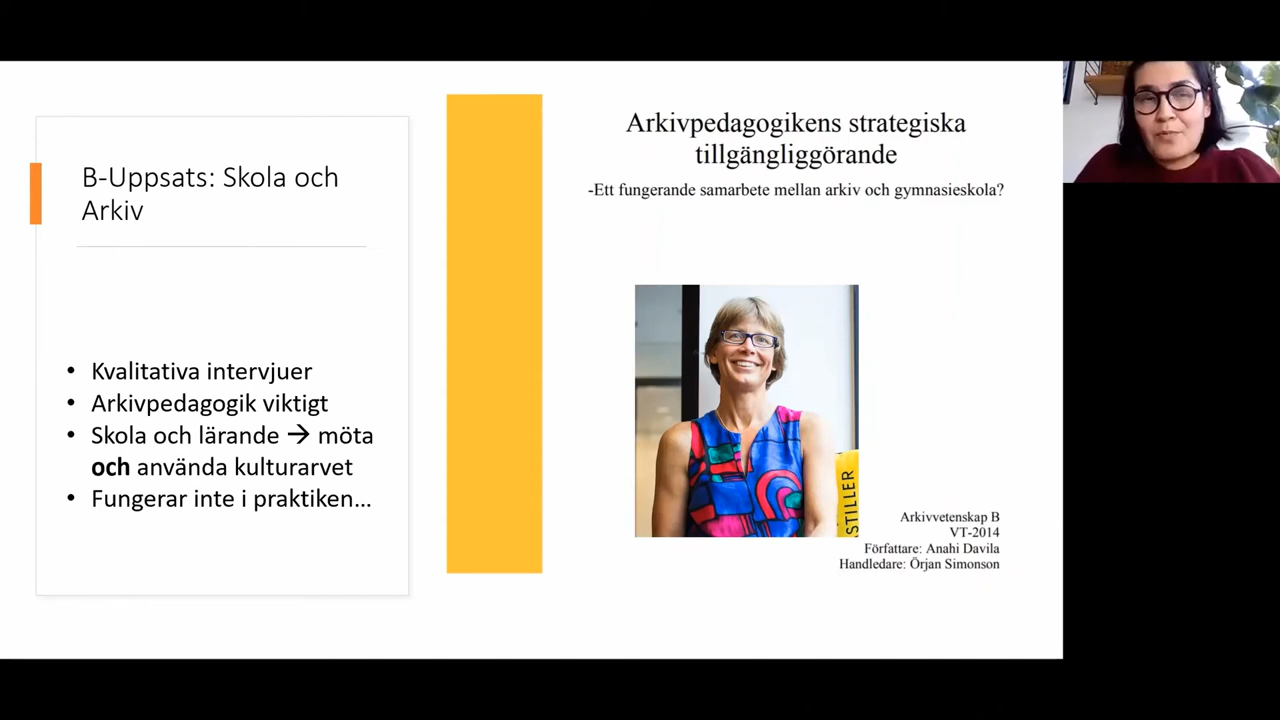 B-Uppsats: Skola och
Arkiv
• Kvalitativa intervjuer
• Arkivpedagogik viktigt
• Skola och lärande → möta
och använda kulturarvet
• Fungerar inte i praktiken…
Arkivpedagogikens strategiska
tillgängliggörande
-Ett fungerande samarbete mellan arkiv och gymnasieskola?
STILLER
Arkivvetenskap B
VT-2014
Författare: Anahi Davila
Handledare: Örjan Simonson